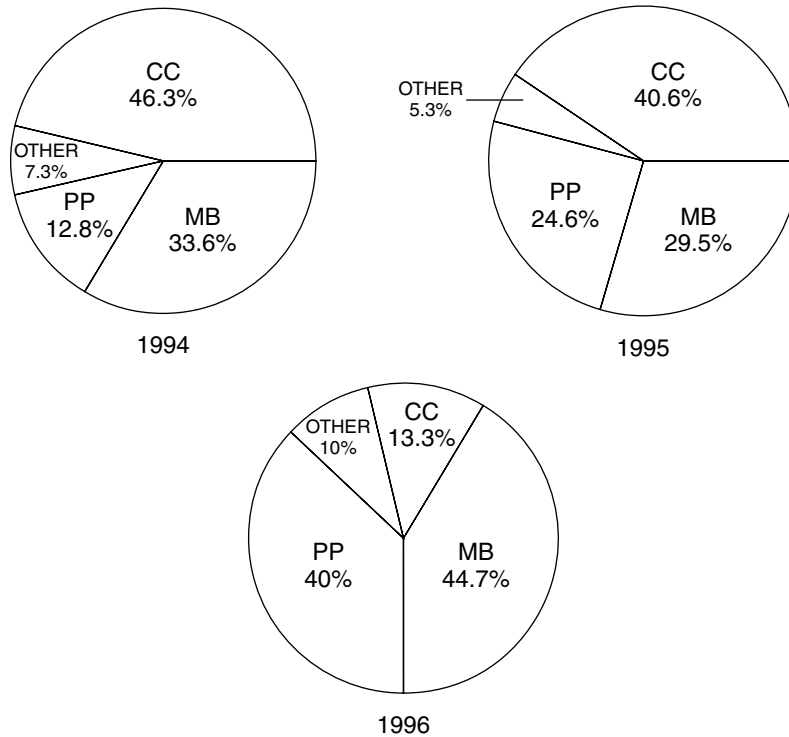 CC
46.3%
OTHER
7.3%
PP
12.8%
MB
33.6%
1994
CC
40.6%
OTHER
5.3%
PP
24.6%
MB
29.5%
1995
CC
13.3%
OTHER
10%
PP
40%
MB
44.7%
1996